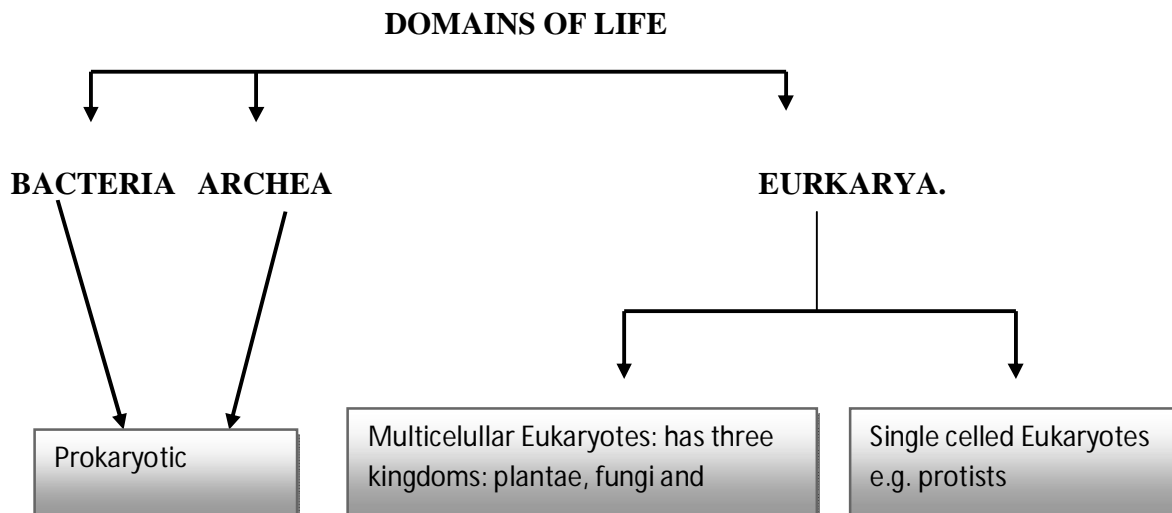 DOMAINS OF LIFE
BACTERIA ARCHEA
EURKARYA.
Prokaryotic
Multicelullar Eukaryotes: has three
kingdoms: plantae, fungi and
Single celled Eukaryotes
e.g. protists